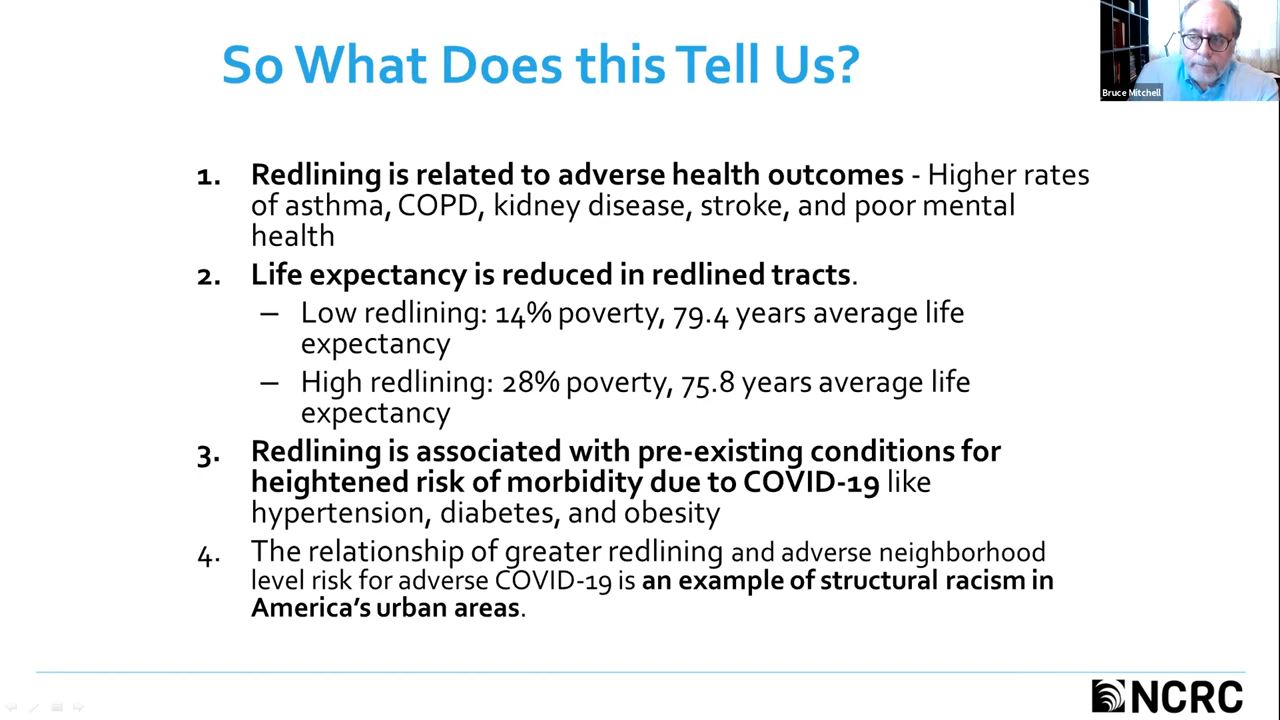 So What Does this Tell Us?
Bruce Mitchell
1. Redlining is related to adverse health outcomes - Higher rates
of asthma, COPD, kidney disease, stroke, and poor mental
health
2. Life expectancy is reduced in redlined tracts.
– Low redlining: 14% poverty, 79.4 years average life
expectancy
– High redlining: 28% poverty, 75.8 years average life
expectancy
3. Redlining is associated with pre-existing conditions for
heightened risk of morbidity due to COVID-19 like
hypertension, diabetes, and obesity
4. The relationship of greater redlining and adverse neighborhood
level risk for adverse COVID-19 is an example of structural racism in
America’s urban areas.
NCRC